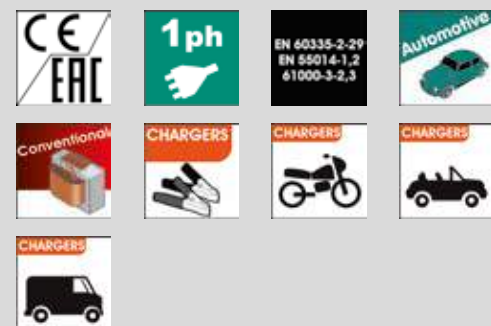 CE
EAC
1ph
EN 60335-2-29
EN 55014-1,2
61000-3-2,3
Automotive
Conventional
CHARGERS
CHARGERS
CHARGERS
CHARGERS